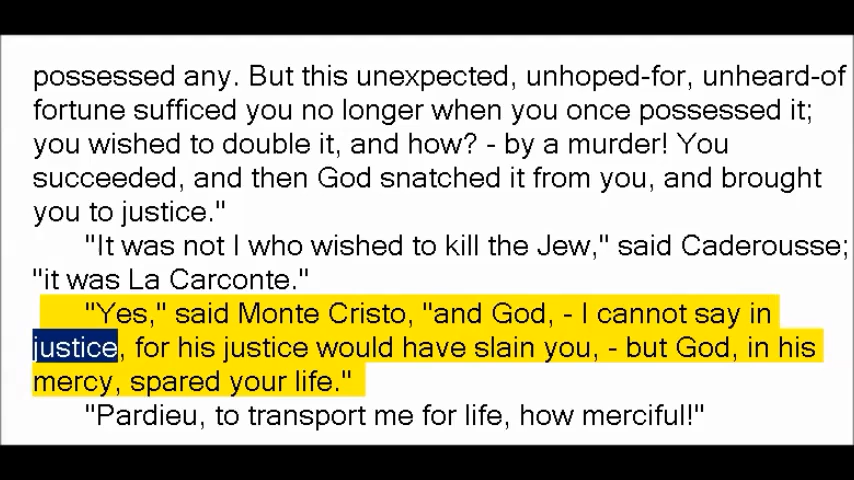 possessed any. But this unexpected, unhoped-for, unheard-of
fortune sufficed you no longer when you once possessed it;
you wished to double it, and how? - by a murder! You
succeeded, and then God snatched it from you, and brought
you to justice."
"It was not I who wished to kill the Jew," said Caderousse;
"it was La Carconte."
"Yes," said Monte Cristo, "and God, - I cannot say in
justice, for his justice would have slain you, - but God, in his
mercy, spared your life."
"Pardieu, to transport me for life, how merciful!"